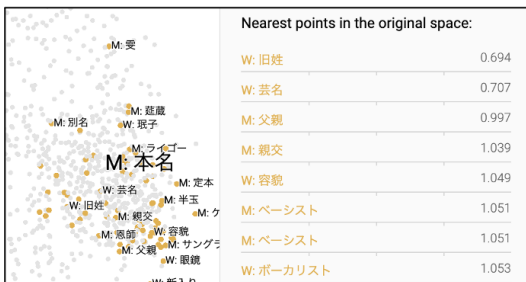 M: 愛
M: 莚蔵
M: 別名
W: 珉子
M: ライゴー
M: 本名
M: 定本
W: 芸名
M: 半玉
W: 旧姓
M: ケ
M: 親交
M: 恩師
W: 容貌
M: 父親
M: サングラ
W: 眼鏡
Nearest points in the original space:
W: 旧姓 0.694
W: 芸名 0.707
M: 父親 0.997
M: 親交 1.039
W: 容貌 1.049
M: ベーシスト 1.051
M: ベーシスト 1.051
W: ボーカリスト 1.053